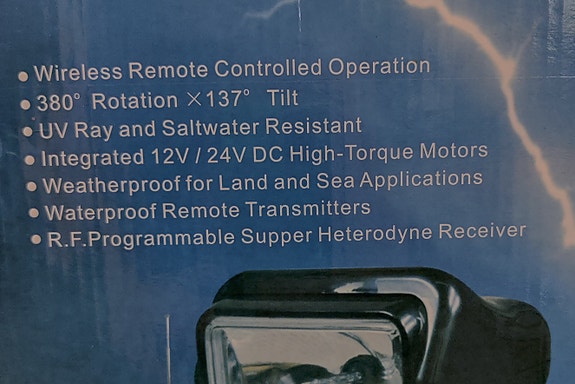 • Wireless Remote Controlled Operation
• 380° Rotation ×137° Tilt
• UV Ray and Saltwater Resistant
• Integrated 12V / 24V DC High-Torque Motors
• Weatherproof for Land and Sea Applications
• Waterproof Remote Transmitters
• R.F.Programmable Supper Heterodyne Receiver